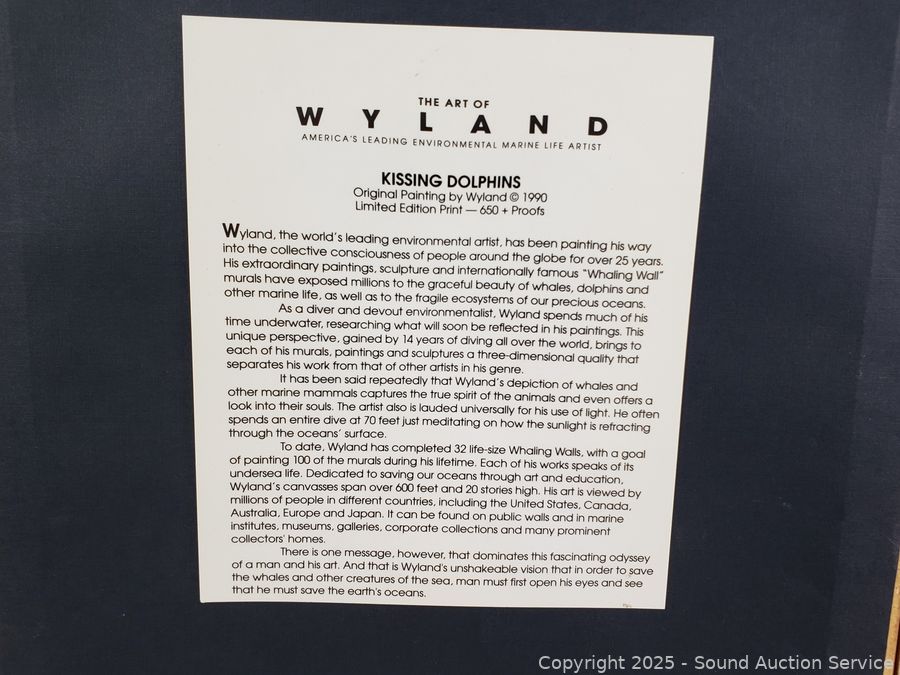 THE ART OF
WYLAND
AMERICA'S LEADING ENVIRONMENTAL MARINE LIFE ARTIST
KISSING DOLPHINS
Original Painting by Wyland © 1990
Limited Edition Print — 650 + Proofs
Wyland, the world's leading environmental artist, has been painting his way
into the collective consciousness of people around the globe for over 25 years.
His extraordinary paintings, sculpture and internationally famous "Whaling Wall"
murals have exposed millions to the graceful beauty of whales, dolphins and
other marine life, as well as to the fragile ecosystems of our precious oceans.
As a diver and devout environmentalist, Wyland spends much of his
time underwater, researching what will soon be reflected in his paintings. This
unique perspective, gained by 14 years of diving all over the world, brings to
each of his murals, paintings and sculptures a three-dimensional quality that
separates his work from that of other artists in his genre.
It has been said repeatedly that Wyland's depiction of whales and
other marine mammals captures the true spirit of the animals and even offers a
look into their souls. The artist also is lauded universally for his use of light. He often
spends an entire dive at 70 feet just meditating on how the sunlight is refracting
through the oceans' surface.
To date, Wyland has completed 32 life-size Whaling Walls, with a goal
of painting 100 of the murals during his lifetime. Each of his works speaks of its
undersea life. Dedicated to saving our oceans through art and education,
Wyland's canvasses span over 600 feet and 20 stories high. His art is viewed by
millions of people in different countries, including the United States, Canada,
Australia, Europe and Japan. It can be found on public walls and in marine
institutes, museums, galleries, corporate collections and many prominent
collectors' homes.
There is one message, however, that dominates this fascinating odyssey
of a man and his art. And that is Wyland's unshakeable vision that in order to save
the whales and other creatures of the sea, man must first open his eyes and see
that he must save the earth's oceans.
Copyright 2025 - Sound Auction Service